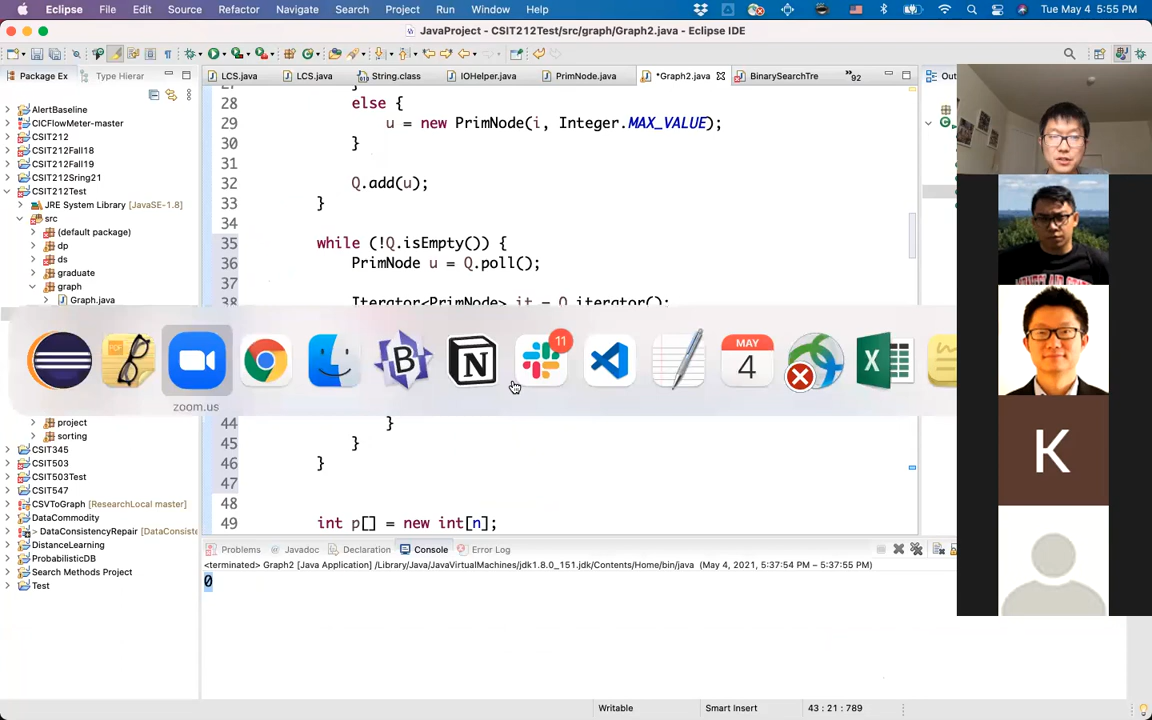 Eclipse File Edit Source Refactor Navigate Search Project Run Window Help Tue May 4 5:55 PM
JavaProject - CSIT212Test/src/graph/Graph2.java - Eclipse IDE
Package Ex Type Hierar LCS.java LCS.java String.class IOHelper.java PrimNode.java *Graph2.java BinarySearchTre »92 Out
AlertBaseline
CICFlowMeter-master
CSIT212
CSIT212Fall18
CSIT212Fall19
CSIT212Sring21
CSIT212Test
JRE System Library [JavaSE-1.8]
src
(default package)
dp
ds
graduate
graph
Graph.java
project
sorting
CSIT345
CSIT503
CSIT503Test
CSIT547
CSVToGraph [ResearchLocal master]
DataCommodity
> DataConsistencyRepair [DataConsiste
DistanceLearning
ProbabilisticDB
Search Methods Project
Test
27 }
28 else {
29 u = new PrimNode(i, Integer.MAX_VALUE);
30 }
31
32 Q.add(u);
33 }
34
35 while (!Q.isEmpty()) {
36 PrimNode u = Q.poll();
37
38 Iterator<PrimNode> it = Q.iterator();
11
MAY
4
zoom.us
44 }
45 }
46 }
47
48
49 int p[] = new int[n];
Problems Javadoc Declaration Console Error Log
<terminated> Graph2 [Java Application] /Library/Java/JavaVirtualMachines/jdk1.8.0_151.jdk/Contents/Home/bin/java (May 4, 2021, 5:37:54 PM – 5:37:55 PM)
0
K
Writable Smart Insert 43 : 21 : 789